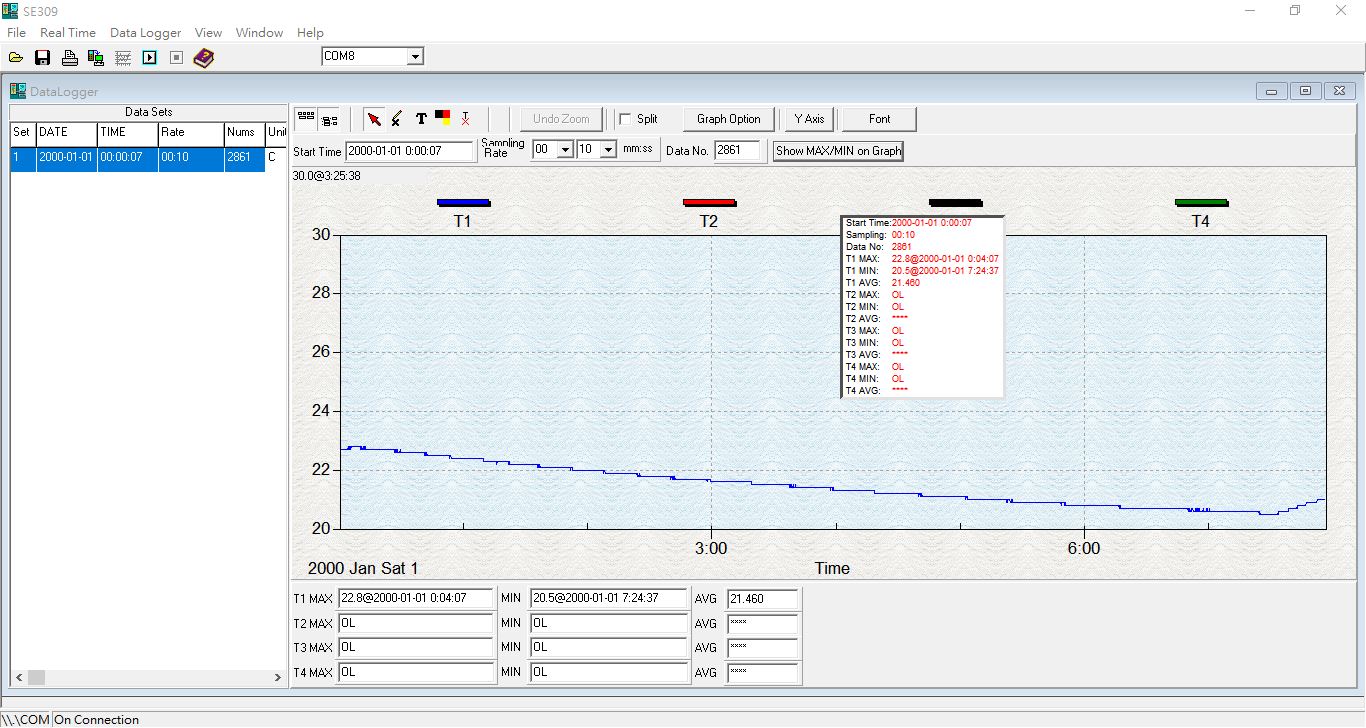 SE309
File Real Time Data Logger View Window Help
COM8
DataLogger
Data Sets
Set DATE TIME Rate Nums Unit
1 2000-01-01 00:00:07 00:10 2861 C
T T Undo Zoom Split Graph Option Y Axis Font
Start Time 2000-01-01 0:00:07 Sampling Rate 00 10 mm:ss Data No. 2861 Show MAX/MIN on Graph
30.0@3:25:38
T1 T2 T4
Start Time:2000-01-01 0:00:07
Sampling: 00:10
Data No: 2861
T1 MAX: 22.8@2000-01-01 0:04:07
T1 MIN: 20.5@2000-01-01 7:24:37
T1 AVG: 21.460
T2 MAX: OL
T2 MIN: OL
T2 AVG: ****
T3 MAX: OL
T3 MIN: OL
T3 AVG: ****
T4 MAX: OL
T4 MIN: OL
T4 AVG: ****
30
28
26
24
22
20
3:00 6:00
2000 Jan Sat 1 Time
T1 MAX 22.8@2000-01-01 0:04:07 MIN 20.5@2000-01-01 7:24:37 AVG 21.460
T2 MAX OL MIN OL AVG ****
T3 MAX OL MIN OL AVG ****
T4 MAX OL MIN OL AVG ****
\\.\COM On Connection